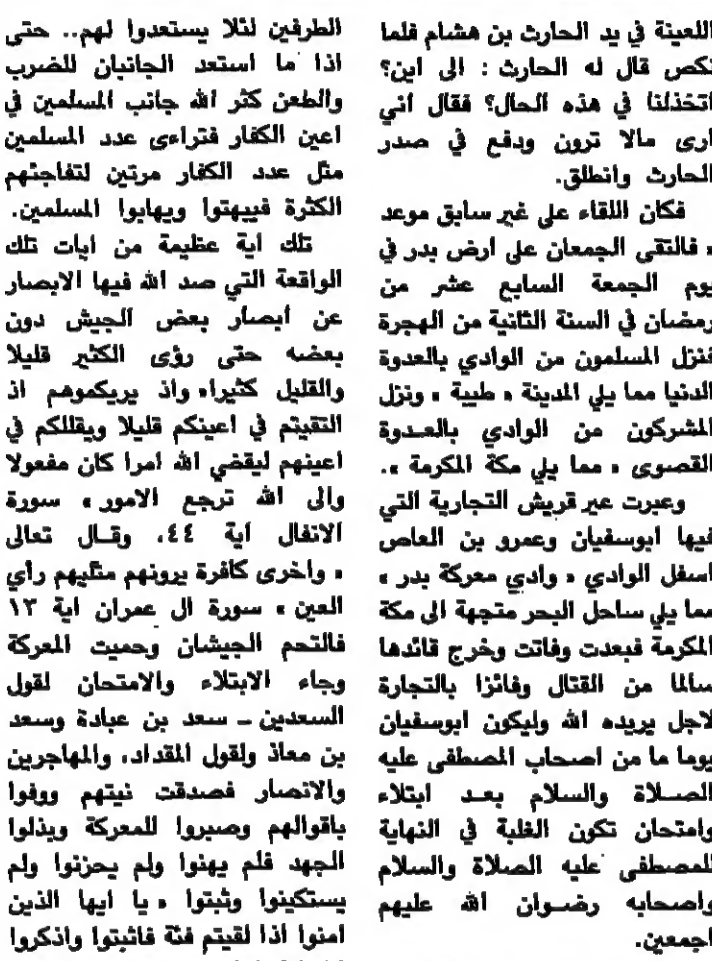 اللعينة في يد الحارث بن هشام فلما
نكص قال له الحارث : الى اين؟
اتخذلنا في هذه الحال؟ فقال اني
ارى مالا ترون ودفع في صدر
الحارث وانطلق.
فكان اللقاء على غير سابق موعد
« فالتقى الجمعان على ارض بدر في
يوم الجمعة السابع عشر من
رمضان في السنة الثانية من الهجرة
فنزل المسلمون من الوادي بالعدوة
الدنيا مما يلي المدينة « طيبة » ونزل
المشركون من الوادي بالعدوة
القصوى « مما يلي مكة المكرمة ».
وعبرت عير قريش التجارية التي
فيها ابوسفيان وعمرو بن العاص
اسفل الوادي « وادي معركة بدر »
مما يلي ساحل البحر متجهة الى مكة
المكرمة فبعدت وفاتت وخرج قائدها
سالما من القتال وفائزا بالتجارة
لاجل يريده الله وليكون ابوسفيان
يوما ما من اصحاب المصطفى عليه
الصلاة والسلام بعد ابتلاء
وامتحان تكون الغلبة في النهاية
للمصطفى عليه الصلاة والسلام
واصحابه رضوان الله عليهم
اجمعين.
الطرفين لئلا يستعدوا لهم.. حتى
اذا ما استعد الجانبان للضرب
والطعن كثر الله جانب المسلمين في
اعين الكفار فتراءى عدد المسلمين
مثل عدد الكفار مرتين لتفاجئهم
الكثرة فيبهتوا ويهابوا المسلمين.
تلك اية عظيمة من ايات تلك
الواقعة التي صد الله فيها الابصار
عن ابصار بعض الجيش دون
بعضه حتى رؤى الكثير قليلا
والقليل كثيرا، واذ يريكموهم اذ
التقيتم في اعينكم قليلا ويقللكم في
اعينهم ليقضي الله امرا كان مفعولا
والى الله ترجع الامور » سورة
الانفال اية ٤٤، وقال تعالى
« واخرى كافرة يرونهم مثليهم رأي
العين » سورة ال عمران اية ١٣
فالتحم الجيشان وحميت المعركة
وجاء الابتلاء والامتحان لقول
السعدين ـ سعد بن عبادة وسعد
بن معاذ ولقول المقداد، والمهاجرين
والانصار فصدقت نيتهم ووفوا
باقوالهم وصبروا للمعركة وبذلوا
الجهد فلم يهنوا ولم يحزنوا ولم
يستكينوا وثبتوا « يا ايها الذين
امنوا اذا لقيتم فئة فاثبتوا واذكروا